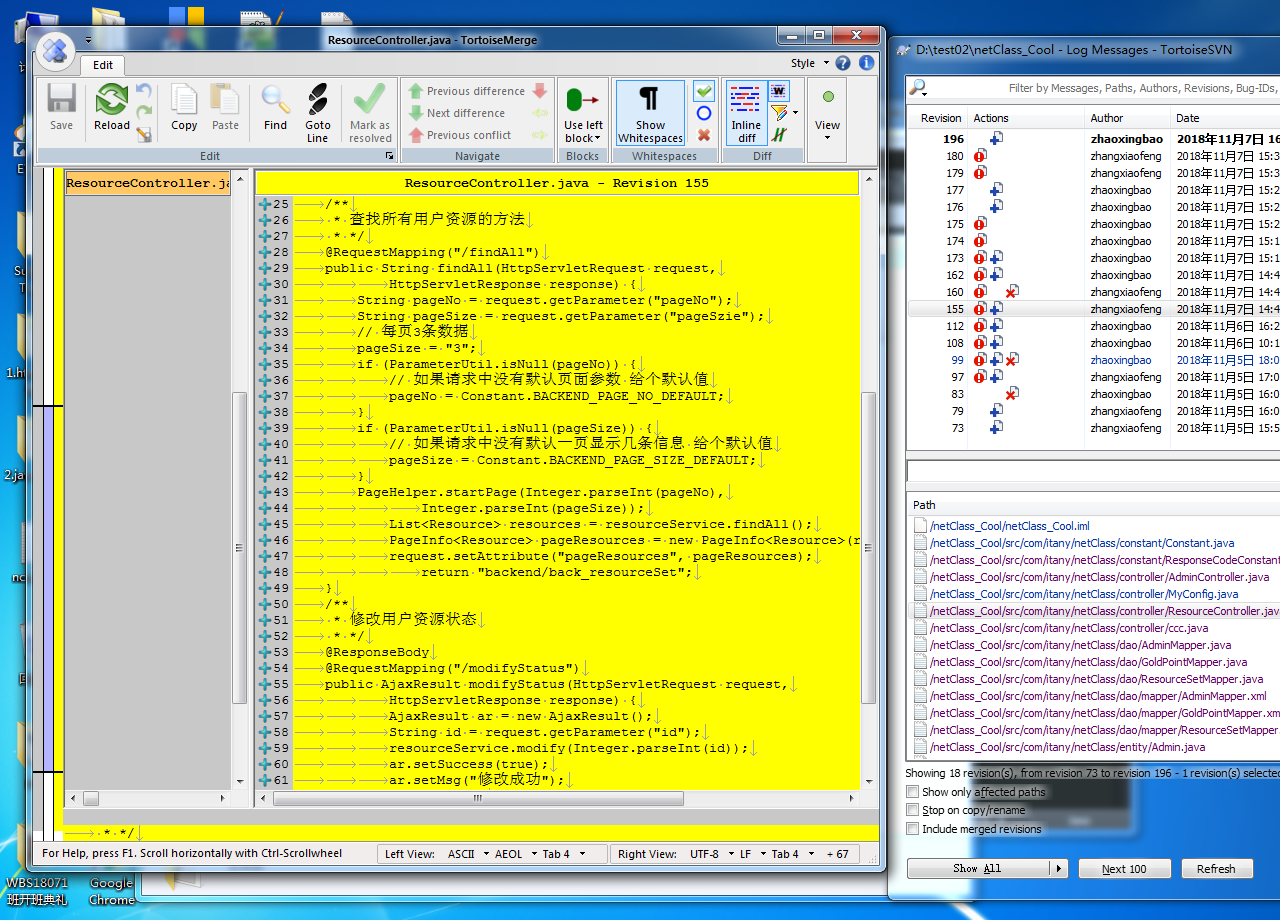 ResourceController.java - TortoiseMerge
Edit
Style
Save
Reload
Copy
Paste
Find
Goto Line
Mark as resolved
Edit
Previous difference
Next difference
Previous conflict
Navigate
Use left block
Blocks
Show Whitespaces
Whitespaces
Inline diff
Diff
View
ResourceController.ja
ResourceController.java - Revision 155
25 /**
26 * 查找所有用户资源的方法
27 * */
28 @RequestMapping("/findAll")
29 public String findAll(HttpServletRequest request,
30 HttpServletResponse response) {
31 String pageNo = request.getParameter("pageNo");
32 String pageSize = request.getParameter("pageSzie");
33 // 每页3条数据
34 pageSize = "3";
35 if (ParameterUtil.isNull(pageNo)) {
36 // 如果请求中没有默认页面参数 给个默认值
37 pageNo = Constant.BACKEND_PAGE_NO_DEFAULT;
38 }
39 if (ParameterUtil.isNull(pageSize)) {
40 // 如果请求中没有默认一页显示几条信息 给个默认值
41 pageSize = Constant.BACKEND_PAGE_SIZE_DEFAULT;
42 }
43 PageHelper.startPage(Integer.parseInt(pageNo),
44 Integer.parseInt(pageSize));
45 List<Resource> resources = resourceService.findAll();
46 PageInfo<Resource> pageResources = new PageInfo<Resource>(r
47 request.setAttribute("pageResources", pageResources);
48 return "backend/back_resourceSet";
49 }
50 /**
51 * 修改用户资源状态
52 * */
53 @ResponseBody
54 @RequestMapping("/modifyStatus")
55 public AjaxResult modifyStatus(HttpServletRequest request,
56 HttpServletResponse response) {
57 AjaxResult ar = new AjaxResult();
58 String id = request.getParameter("id");
59 resourceService.modify(Integer.parseInt(id));
60 ar.setSuccess(true);
61 ar.setMsg("修改成功");
* */
For Help, press F1. Scroll horizontally with Ctrl-Scrollwheel
Left View: ASCII AEOL Tab 4
Right View: UTF-8 LF Tab 4 + 67
D:\test02\netClass_Cool - Log Messages - TortoiseSVN
Filter by Messages, Paths, Authors, Revisions, Bug-IDs,
Revision Actions Author Date
196 zhaoxingbao 2018年11月7日 16
180 zhangxiaofeng 2018年11月7日 15:3
179 zhangxiaofeng 2018年11月7日 15:3
177 zhaoxingbao 2018年11月7日 15:2
176 zhaoxingbao 2018年11月7日 15:2
175 zhaoxingbao 2018年11月7日 15:2
174 zhaoxingbao 2018年11月7日 15:1
173 zhaoxingbao 2018年11月7日 15:1
162 zhaoxingbao 2018年11月7日 14:4
160 zhangxiaofeng 2018年11月7日 14:4
155 zhangxiaofeng 2018年11月7日 14:4
112 zhaoxingbao 2018年11月6日 16:2
108 zhaoxingbao 2018年11月6日 10:1
99 zhaoxingbao 2018年11月5日 18:0
97 zhangxiaofeng 2018年11月5日 17:0
83 zhaoxingbao 2018年11月5日 16:0
79 zhangxiaofeng 2018年11月5日 16:0
73 zhangxiaofeng 2018年11月5日 15:5
Path
/netClass_Cool/netClass_Cool.iml
/netClass_Cool/src/com/itany/netClass/constant/Constant.java
/netClass_Cool/src/com/itany/netClass/constant/ResponseCodeConstant
/netClass_Cool/src/com/itany/netClass/controller/AdminController.java
/netClass_Cool/src/com/itany/netClass/controller/MyConfig.java
/netClass_Cool/src/com/itany/netClass/controller/ResourceController.jav
/netClass_Cool/src/com/itany/netClass/controller/ccc.java
/netClass_Cool/src/com/itany/netClass/dao/AdminMapper.java
/netClass_Cool/src/com/itany/netClass/dao/GoldPointMapper.java
/netClass_Cool/src/com/itany/netClass/dao/ResourceSetMapper.java
/netClass_Cool/src/com/itany/netClass/dao/mapper/AdminMapper.xml
/netClass_Cool/src/com/itany/netClass/dao/mapper/GoldPointMapper.xm
/netClass_Cool/src/com/itany/netClass/dao/mapper/ResourceSetMapper.
/netClass_Cool/src/com/itany/netClass/entity/Admin.java
Showing 18 revision(s), from revision 73 to revision 196 - 1 revision(s) selected
Show only affected paths
Stop on copy/rename
Include merged revisions
Show All
Next 100
Refresh
1.ht
2.ja
WBS18071
班开班典礼
Google
Chrome